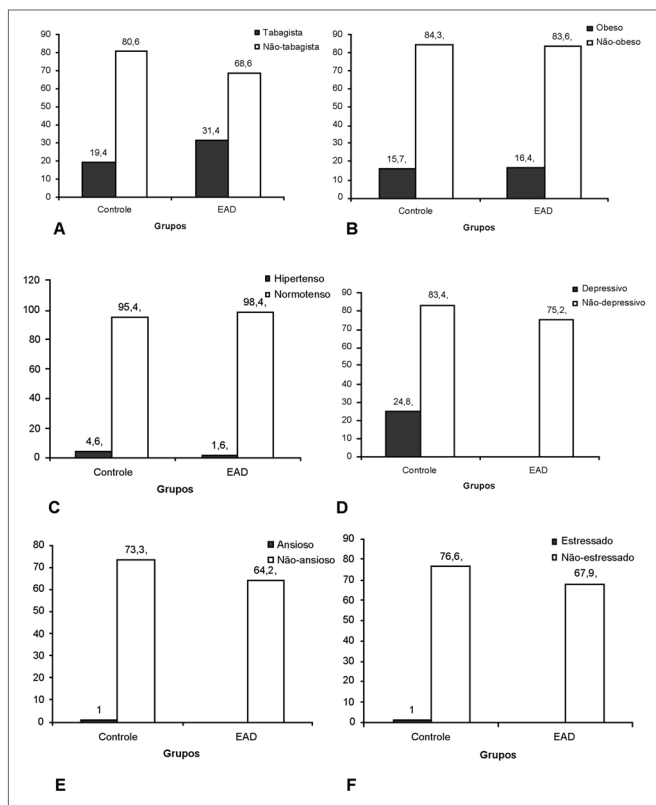 Tabagista
Não-tabagista
90
80
70
60
50
40
30
20
10
0
80,6
68,6
31,4
19,4
Controle
EAD
Grupos
A
Obeso
Não-obeso
90
80
70
60
50
40
30
20
10
0
84,3,
83,6,
15,7,
16,4,
Controle
EAD
Grupos
B
Hipertenso
Normotenso
120
100
80
60
40
20
0
95,4,
98,4,
4,6,
1,6,
Controle
EAD
Grupos
C
Depressivo
Não-depressivo
90
80
70
60
50
40
30
20
10
0
83,4,
75,2,
24,8,
Controle
EAD
Grupos
D
Ansioso
Não-ansioso
80
70
60
50
40
30
20
10
0
73,3,
64,2,
1
Controle
EAD
Grupos
E
Estressado
Não-estressado
90
80
70
60
50
40
30
20
10
0
76,6,
67,9,
1
Controle
EAD
Grupos
F